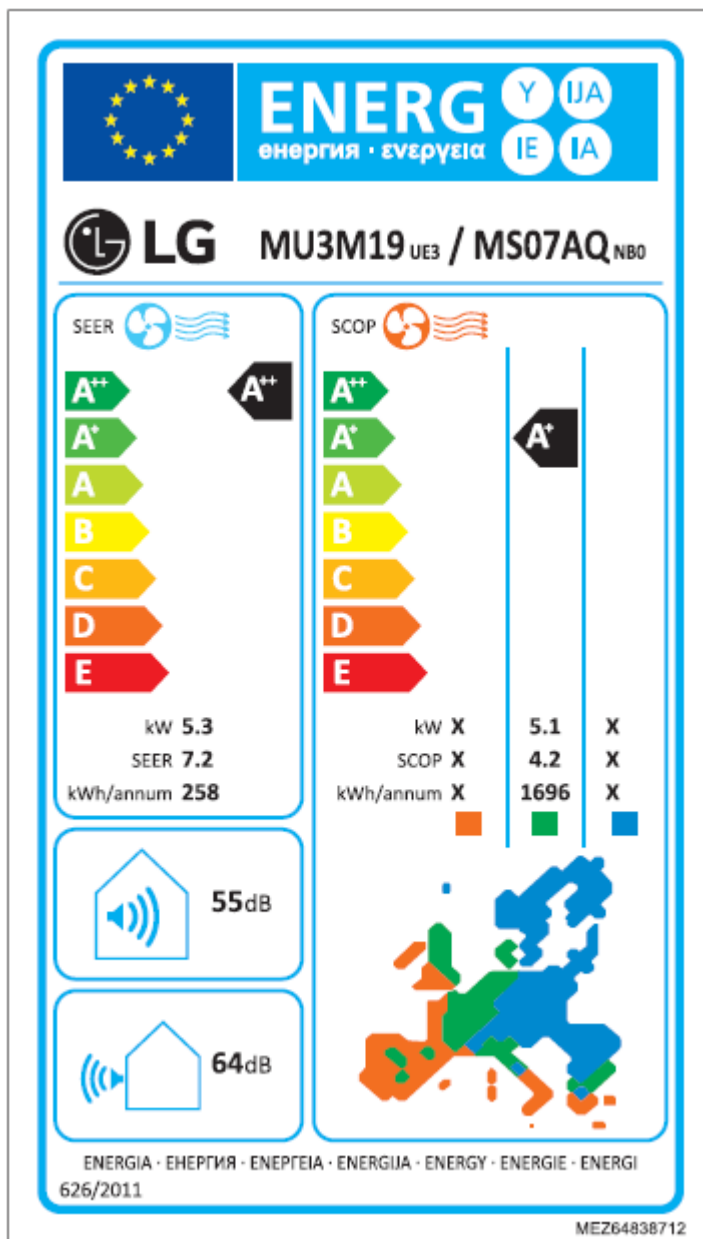 ENERG Y IJA
енергия · ενεργεια IE IA
LG MU3M19 UE3 / MS07AQ NB0
SEER
A++ A++
A+
A
B
C
D
E
kW 5.3
SEER 7.2
kWh/annum 258
SCOP
A++
A+ A+
A
B
C
D
E
kW X 5.1 X
SCOP X 4.2 X
kWh/annum X 1696 X
55dB
64dB
ENERGIA · ЕНЕРГИЯ · ΕΝΕΡΓΕΙΑ · ENERGIJA · ENERGY · ENERGIE · ENERGI
626/2011
MEZ64838712